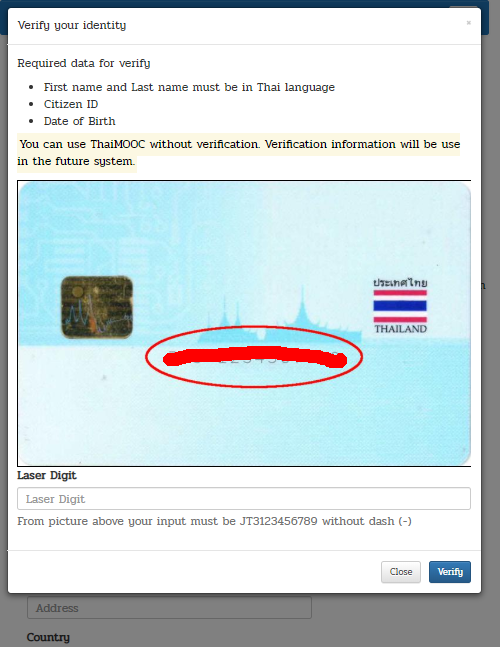 Verify your identity
×
Required data for verify
• First name and Last name must be in Thai language
• Citizen ID
• Date of Birth
You can use ThaiMOOC without verification. Verification information will be use
in the future system.
ประเทศไทย
THAILAND
Laser Digit
Laser Digit
From picture above your input must be JT3123456789 without dash (-)
Close
Verify
Address
Country